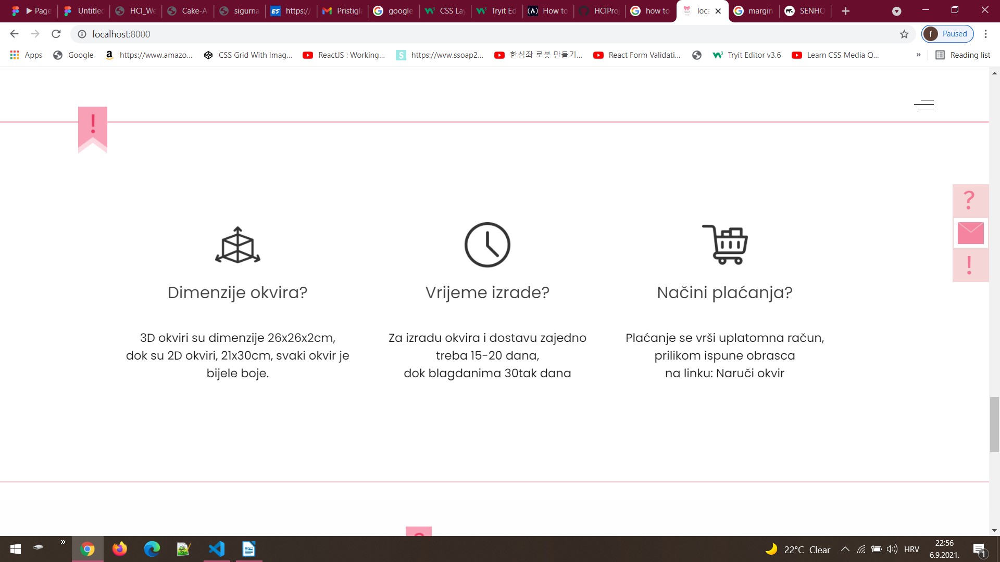 Page
Untitled
HCI_We
Cake-A
sigurna
https://
Pristigla
google
CSS Lay
Tryit Ed
How to
HCIProj
how to
loca
margin
SENHO
localhost:8000
f
Paused
Apps
Google
https://www.amazo...
CSS Grid With Imag...
ReactJS : Working...
S
https://wvw.ssoap2...
한심좌 로봇 만들기...
React Form Validati...
Tryit Editor v3.6
Learn CSS Media Q...
»
Reading list
!
?
!
Dimenzije okvira?
3D okviri su dimenzije 26x26x2cm,
dok su 2D okviri, 21x30cm, svaki okvir je
bijele boje.
Vrijeme izrade?
Za izradu okvira i dostavu zajedno
treba 15-20 dana,
dok blagdanima 30tak dana
Načini plaćanja?
Plaćanje se vrši uplatomna račun,
prilikom ispune obrasca
na linku: Naruči okvir
22°C Clear
HRV
22:56
6.9.2021.
1